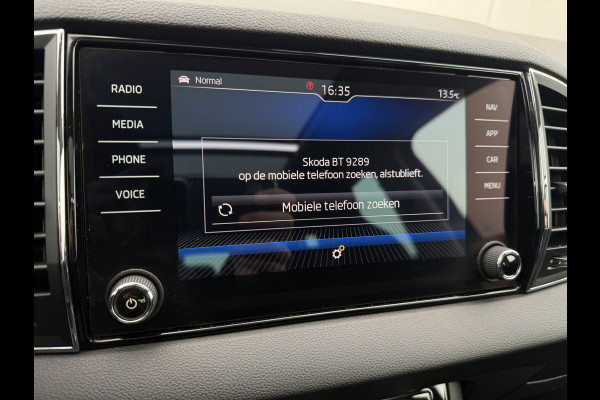 Normal
16:35
13.5°C
RADIO
MEDIA
PHONE
VOICE
NAV
APP
CAR
MENU
Skoda BT 9289
op de mobiele telefoon zoeken, alstublieft.
Mobiele telefoon zoeken